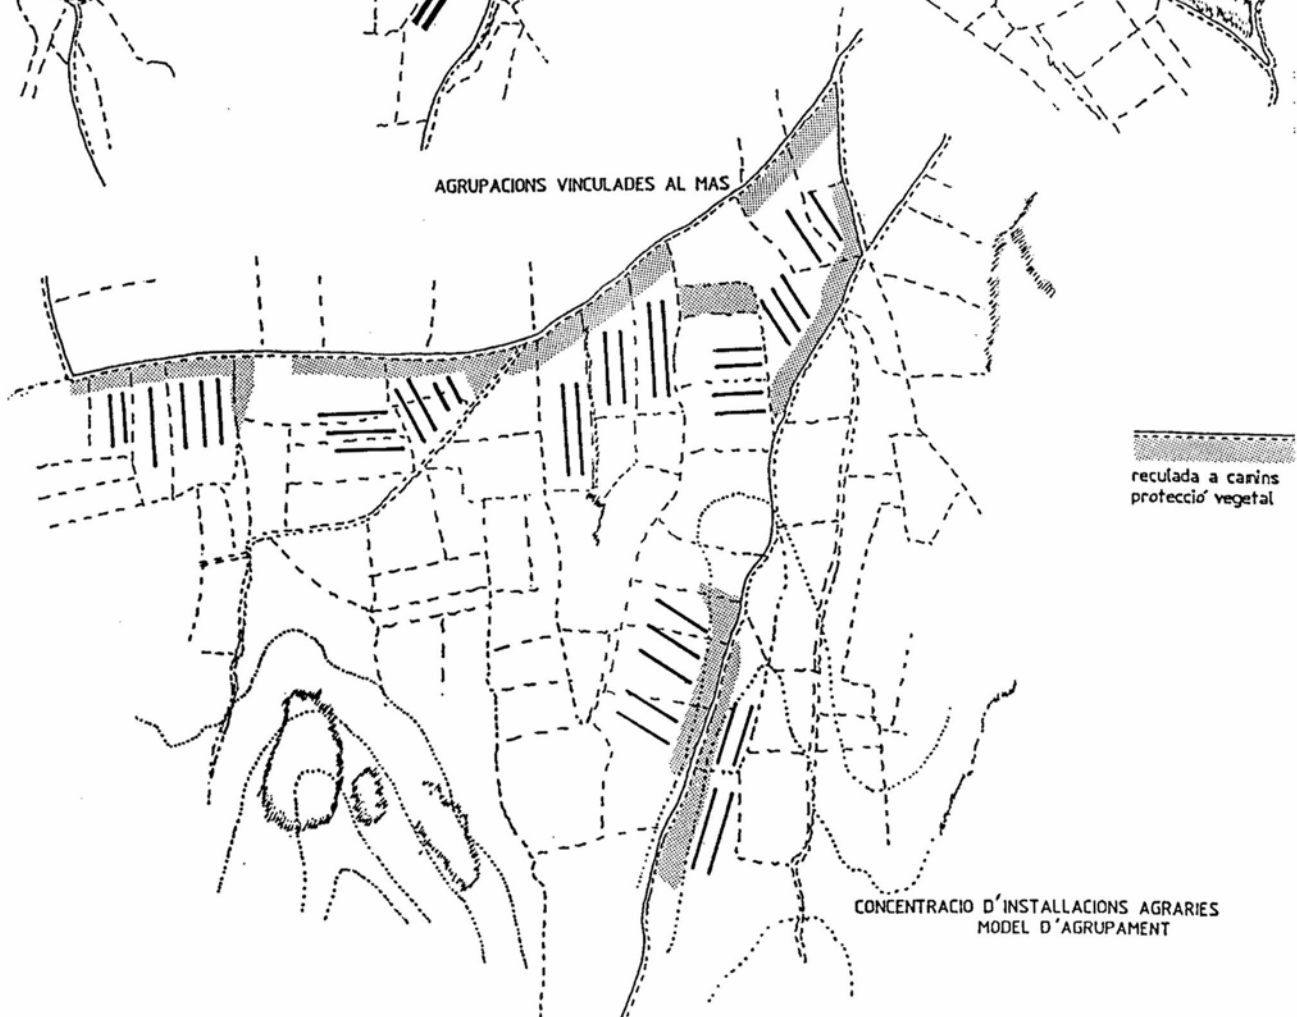 AGRUPACIONS VINCULADES AL MAS
reculada a camins
protecció vegetal
CONCENTRACIO D'INSTALLACIONS AGRARIES
MODEL D'AGRUPAMENT